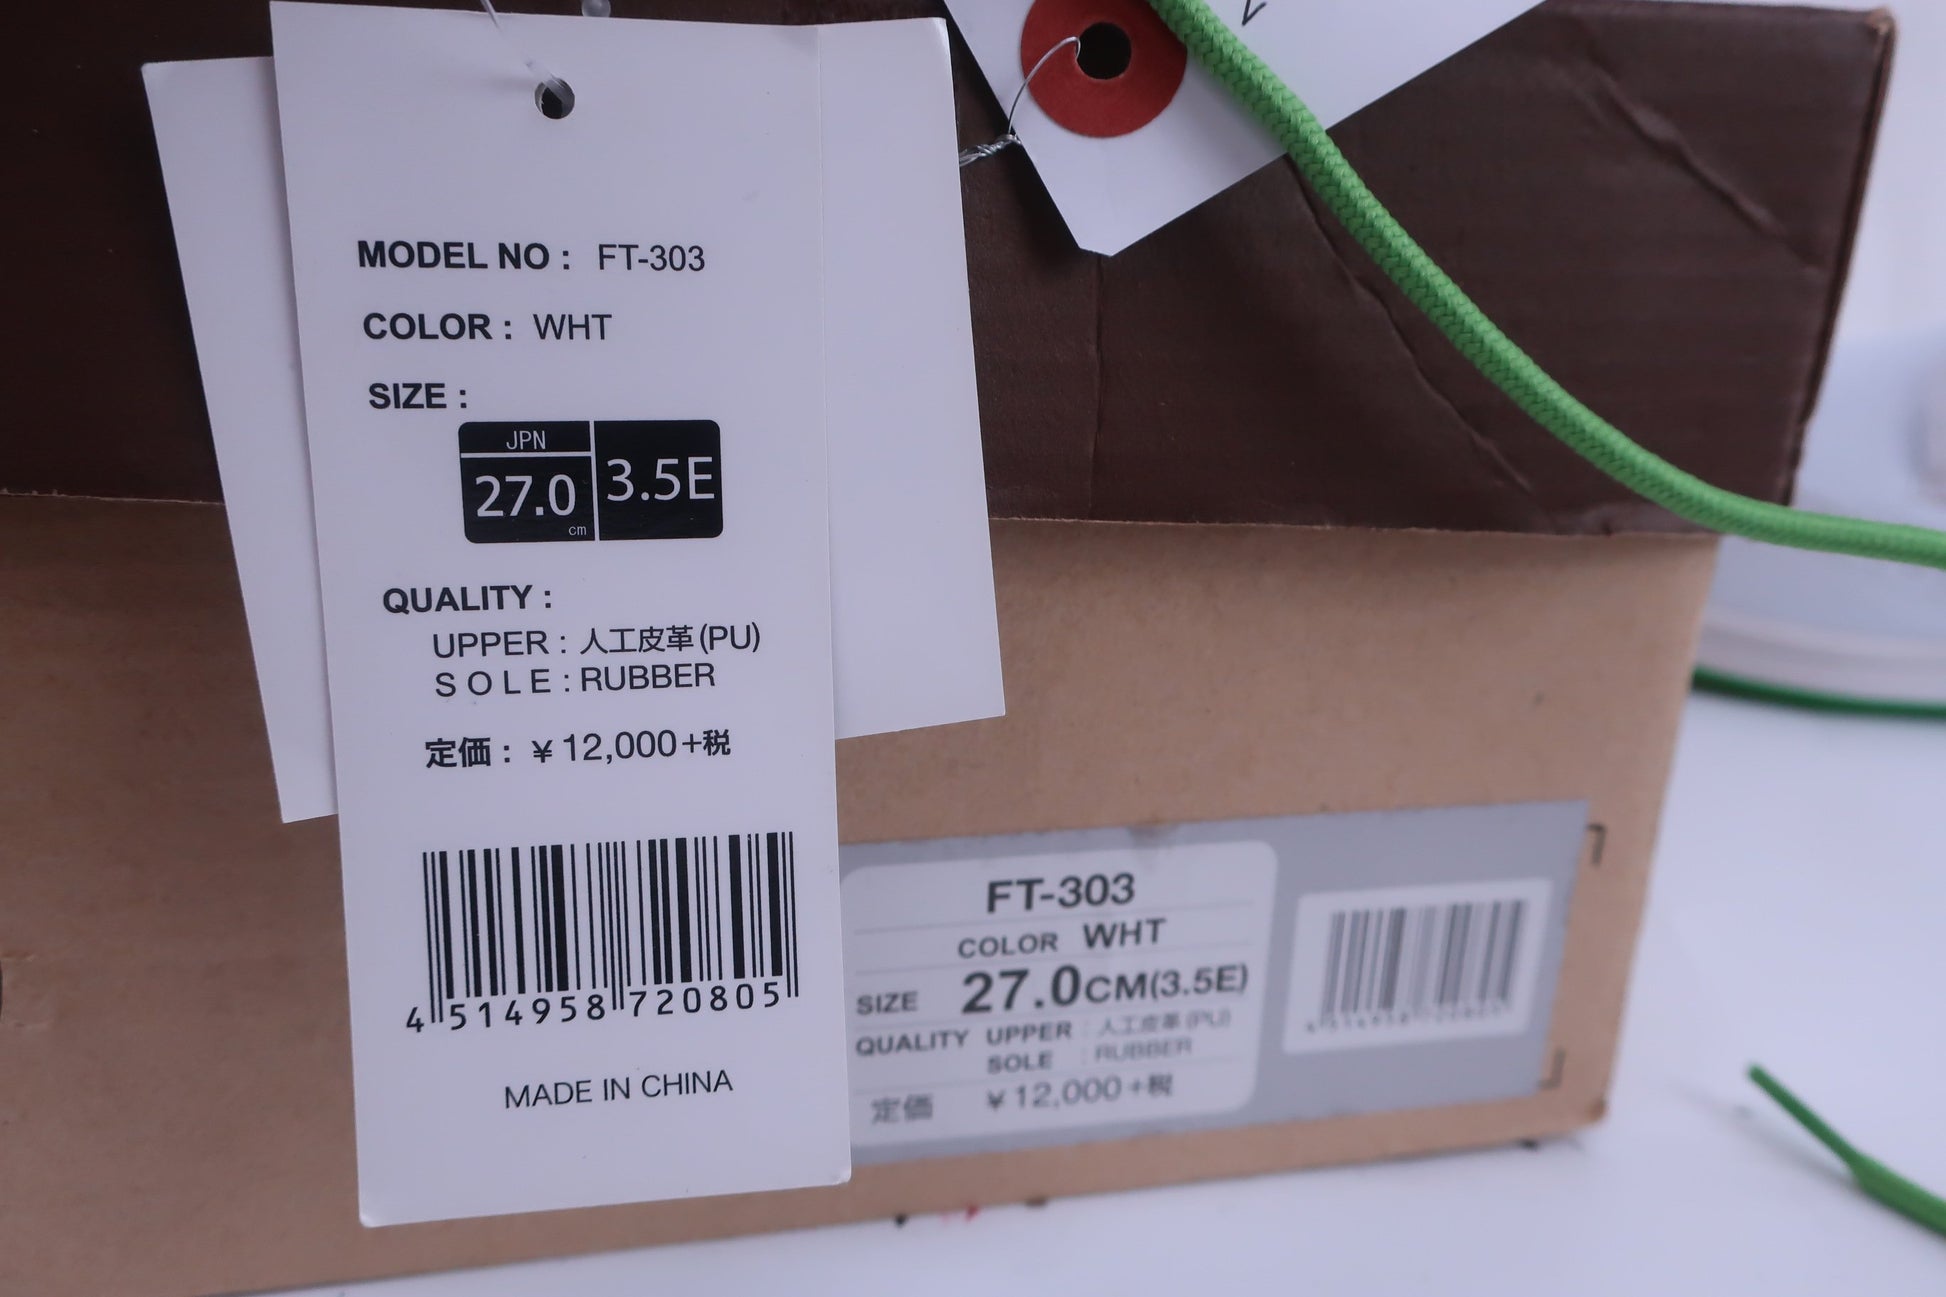 MODEL NO : FT-303
COLOR : WHT
SIZE :
JPN
27.0
cm
3.5E
QUALITY :
UPPER : 人工皮革(PU)
SOLE : RUBBER
定価 : ¥12,000+税
4 514958 720805
MADE IN CHINA
FT-303
COLOR WHT
SIZE 27.0CM(3.5E)
QUALITY UPPER : 人工皮革(PU)
SOLE : RUBBER
定価 ¥12,000+税